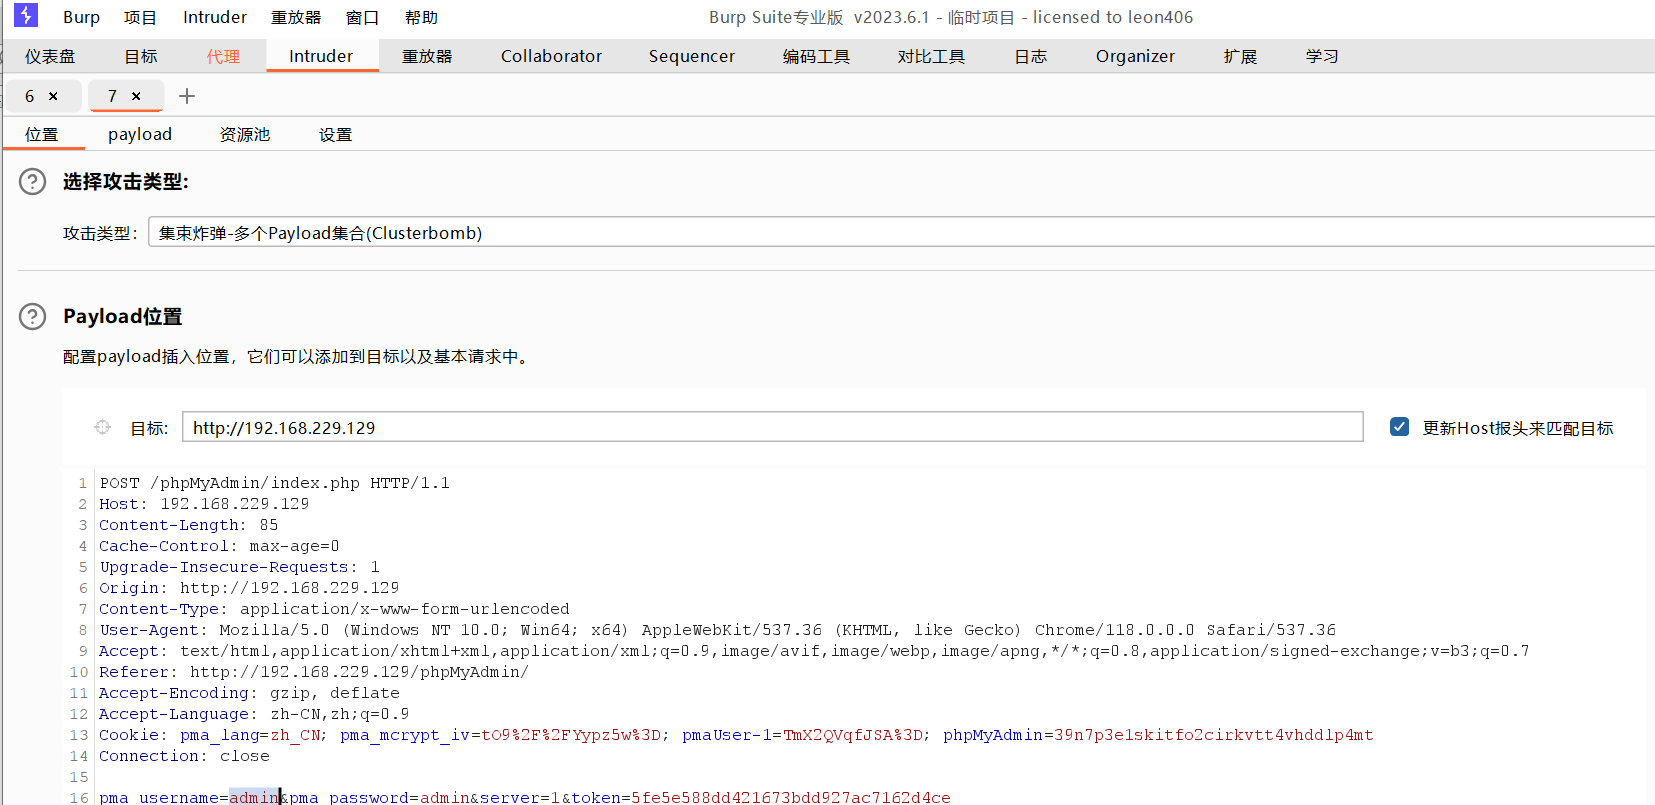 Burp 项目 Intruder 重放器 窗口 帮助 Burp Suite专业版 v2023.6.1 - 临时项目 - licensed to leon406
仪表盘 目标 代理 Intruder 重放器 Collaborator Sequencer 编码工具 对比工具 日志 Organizer 扩展 学习
6 × 7 × +
位置 payload 资源池 设置
? 选择攻击类型:
攻击类型: 集束炸弹-多个Payload集合(Clusterbomb)
? Payload位置
配置payload插入位置，它们可以添加到目标以及基本请求中。
目标: http://192.168.229.129 更新Host报头来匹配目标
1 POST /phpMyAdmin/index.php HTTP/1.1
2 Host: 192.168.229.129
3 Content-Length: 85
4 Cache-Control: max-age=0
5 Upgrade-Insecure-Requests: 1
6 Origin: http://192.168.229.129
7 Content-Type: application/x-www-form-urlencoded
8 User-Agent: Mozilla/5.0 (Windows NT 10.0; Win64; x64) AppleWebKit/537.36 (KHTML, like Gecko) Chrome/118.0.0.0 Safari/537.36
9 Accept: text/html,application/xhtml+xml,application/xml;q=0.9,image/avif,image/webp,image/apng,*/*;q=0.8,application/signed-exchange;v=b3;q=0.7
10 Referer: http://192.168.229.129/phpMyAdmin/
11 Accept-Encoding: gzip, deflate
12 Accept-Language: zh-CN,zh;q=0.9
13 Cookie: pma_lang=zh_CN; pma_mcrypt_iv=tO9%2F%2FYypz5w%3D; pmaUser-1=TmX2QVqfJSA%3D; phpMyAdmin=39n7p3e1skitfo2cirkvtt4vhddlp4mt
14 Connection: close
15
16 pma_username=admin&pma_password=admin&server=1&token=5fe5e588dd421673bdd927ac7162d4ce